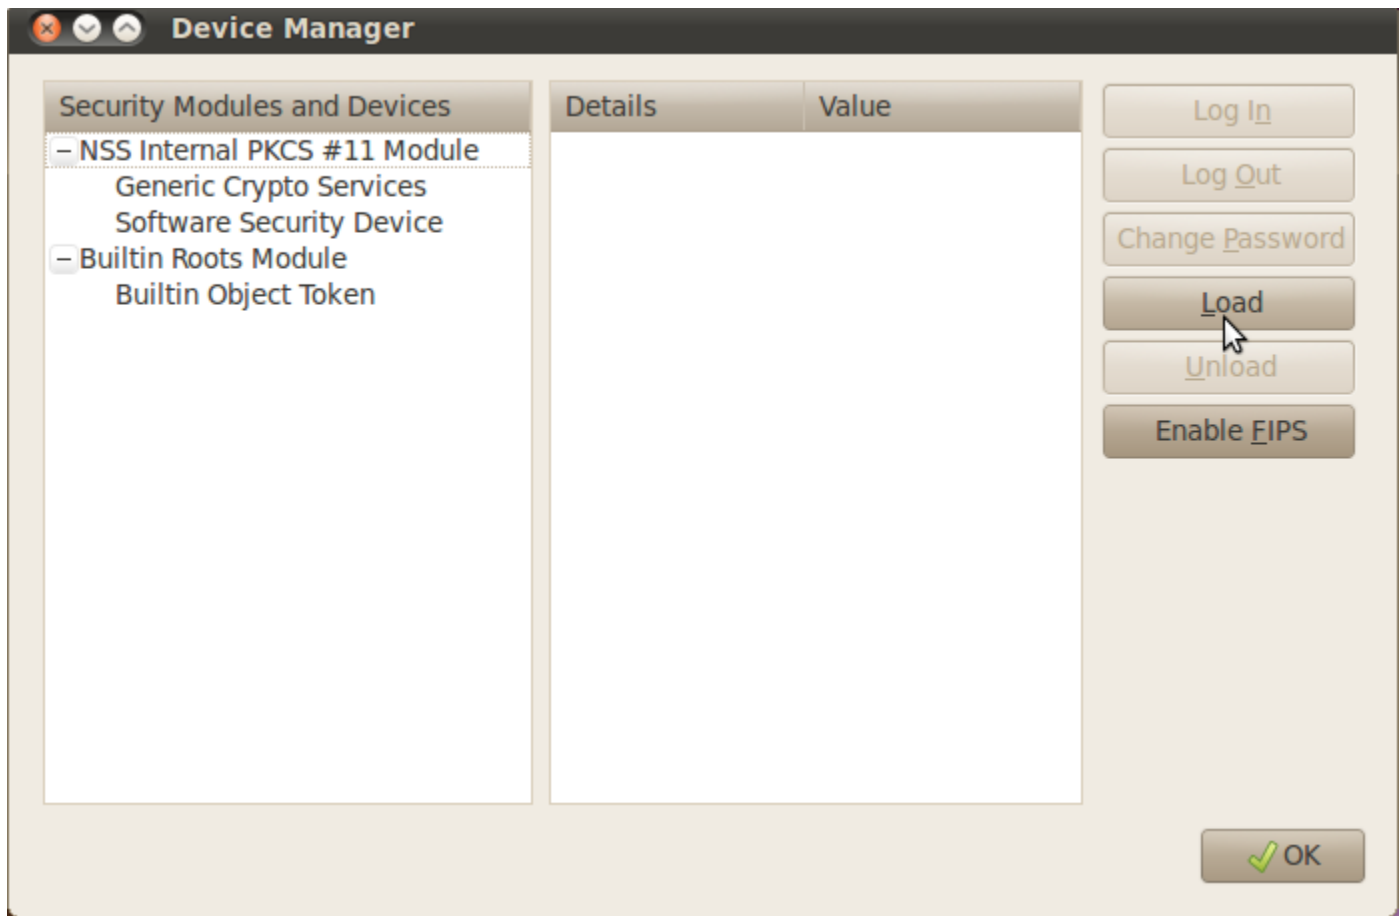 Device Manager
Security Modules and Devices
NSS Internal PKCS #11 Module
Generic Crypto Services
Software Security Device
Builtin Roots Module
Builtin Object Token
Details Value
Log In
Log Out
Change Password
Load
Unload
Enable FIPS
OK